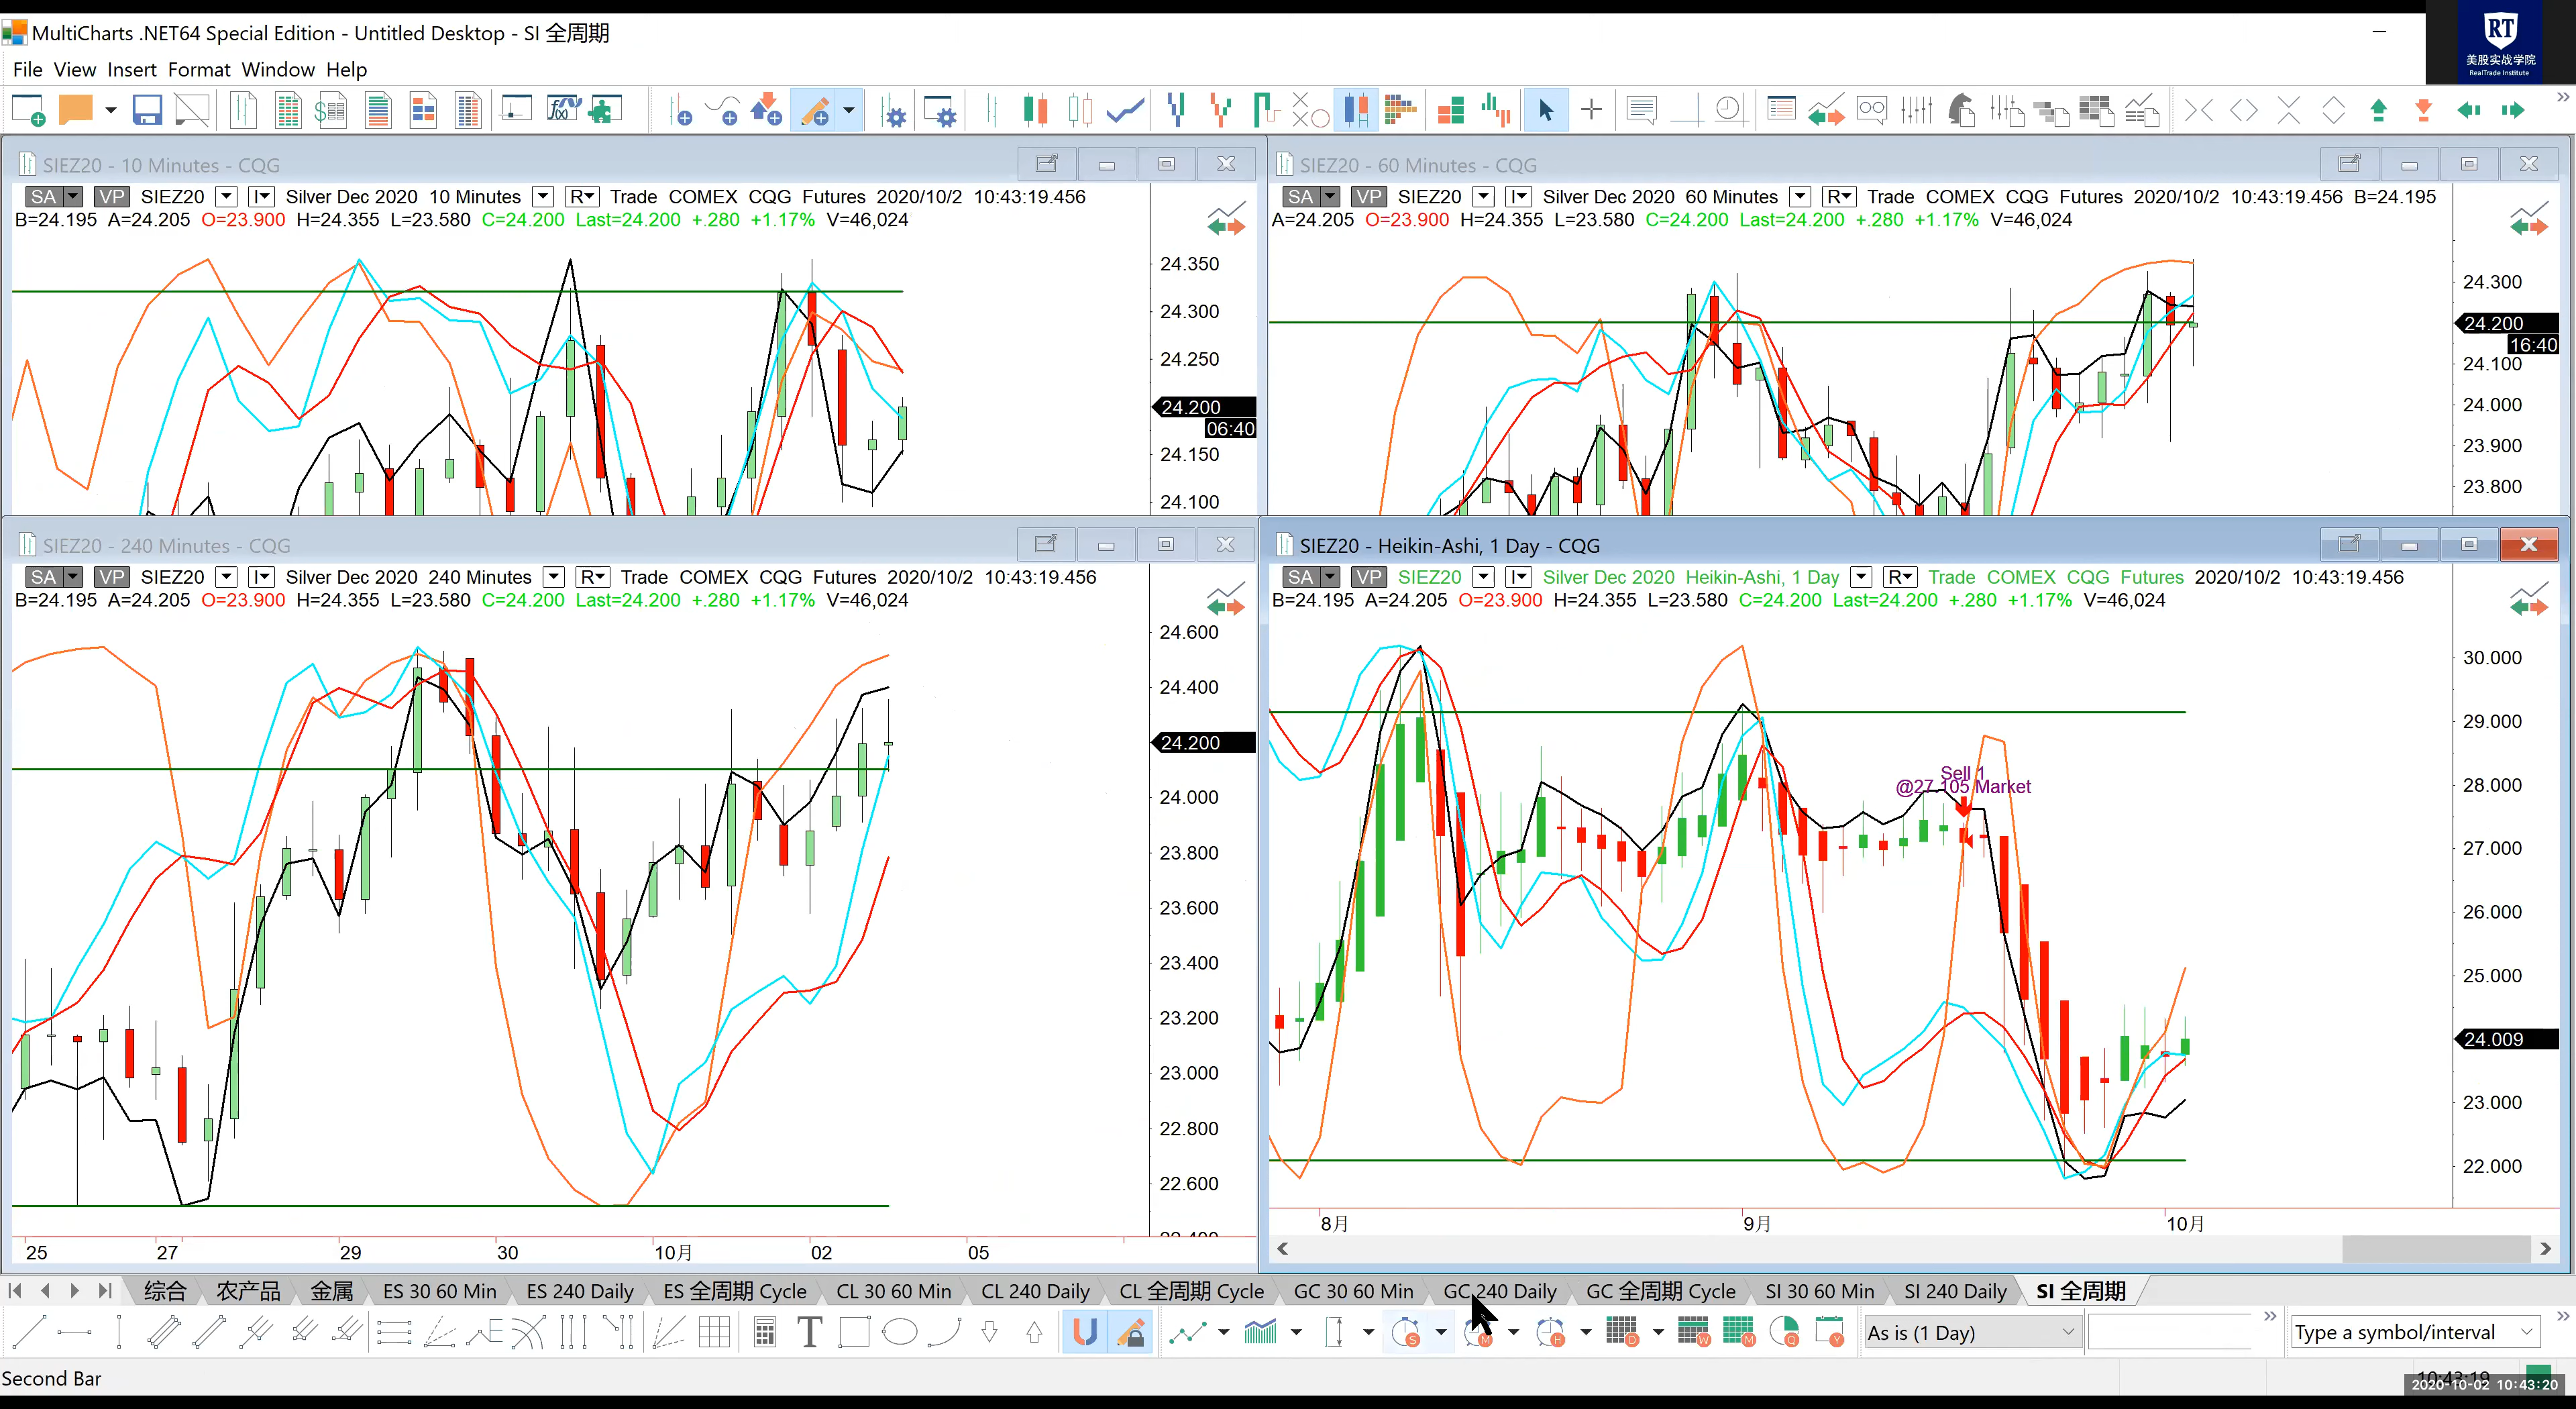 MultiCharts .NET64 Special Edition - Untitled Desktop - SI 全周期
RT
美股实战学院
RealTrade Institute
File View Insert Format Window Help
SIEZ20 - 10 Minutes - CQG
SA VP SIEZ20 Silver Dec 2020 10 Minutes R Trade COMEX CQG Futures 2020/10/2 10:43:19.456
B=24.195 A=24.205 O=23.900 H=24.355 L=23.580 C=24.200 Last=24.200 +.280 +1.17% V=46,024
24.350
24.300
24.250
24.200
06:40
24.150
24.100
SIEZ20 - 60 Minutes - CQG
SA VP SIEZ20 Silver Dec 2020 60 Minutes R Trade COMEX CQG Futures 2020/10/2 10:43:19.456 B=24.195
A=24.205 O=23.900 H=24.355 L=23.580 C=24.200 Last=24.200 +.280 +1.17% V=46,024
24.300
24.200
16:40
24.100
24.000
23.900
23.800
SIEZ20 - 240 Minutes - CQG
SA VP SIEZ20 Silver Dec 2020 240 Minutes R Trade COMEX CQG Futures 2020/10/2 10:43:19.456
B=24.195 A=24.205 O=23.900 H=24.355 L=23.580 C=24.200 Last=24.200 +.280 +1.17% V=46,024
24.600
24.400
24.200
24.000
23.800
23.600
23.400
23.200
23.000
22.800
22.600
25 27 29 30 10月 02 05
SIEZ20 - Heikin-Ashi, 1 Day - CQG
SA VP SIEZ20 Silver Dec 2020 Heikin-Ashi, 1 Day R Trade COMEX CQG Futures 2020/10/2 10:43:19.456
B=24.195 A=24.205 O=23.900 H=24.355 L=23.580 C=24.200 Last=24.200 +.280 +1.17% V=46,024
Sell 1
@27.105 Market
30.000
29.000
28.000
27.000
26.000
25.000
24.009
23.000
22.000
8月 9月 10月
综合 农产品 金属 ES 30 60 Min ES 240 Daily ES 全周期 Cycle CL 30 60 Min CL 240 Daily CL 全周期 Cycle GC 30 60 Min GC 240 Daily GC 全周期 Cycle SI 30 60 Min SI 240 Daily SI 全周期
As is (1 Day)
Type a symbol/interval
Second Bar
10:43:19
2020-10-02 10:43:20